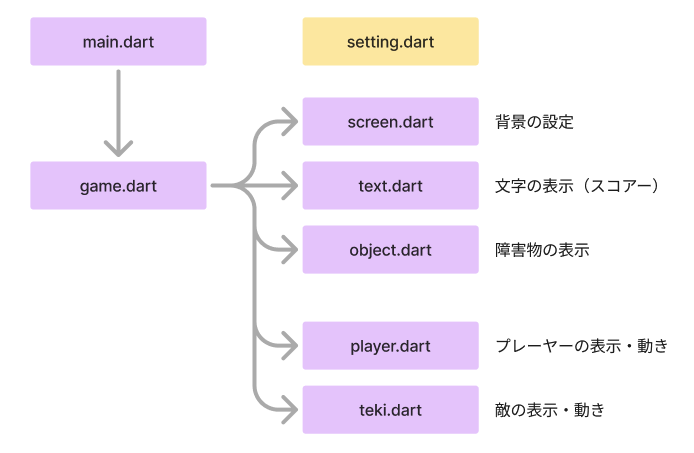 main.dart
setting.dart
screen.dart
背景の設定
game.dart
text.dart
文字の表示（スコアー）
object.dart
障害物の表示
player.dart
プレーヤーの表示・動き
teki.dart
敵の表示・動き